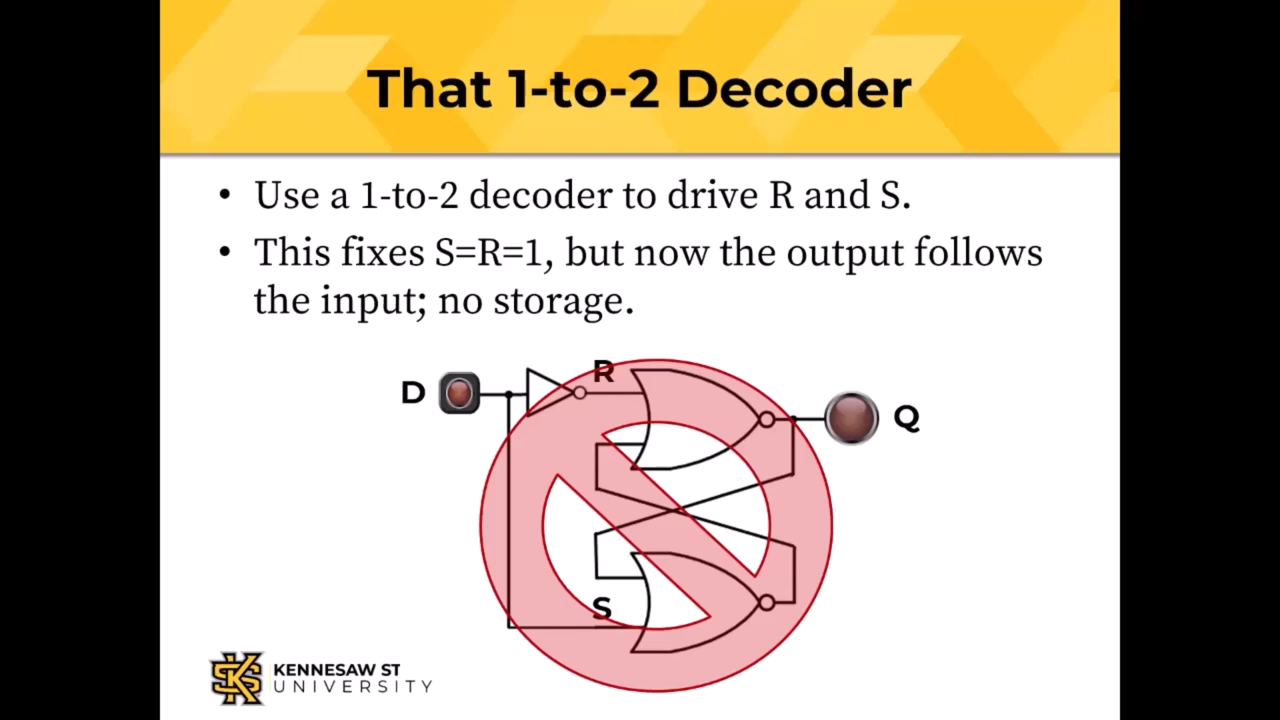 That 1-to-2 Decoder
• Use a 1-to-2 decoder to drive R and S.
• This fixes S=R=1, but now the output follows
the input; no storage.
R
D
Q
S
KENNESAW ST
UNIVERSITY